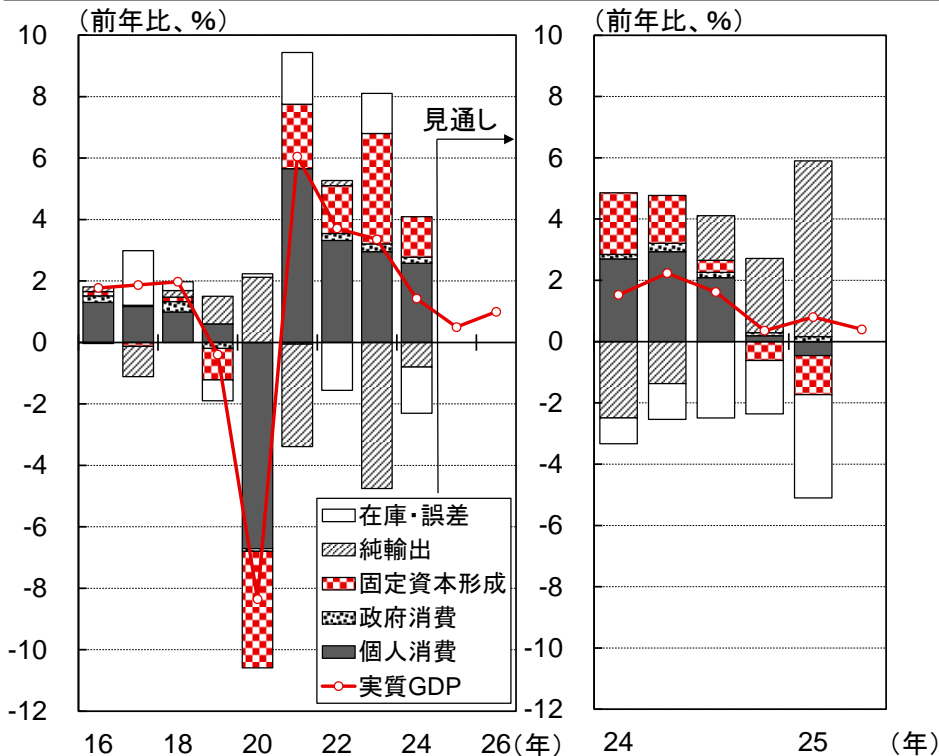 (前年比、%)
10
8
6
4
2
0
-2
-4
-6
-8
-10
-12
見通し
在庫・誤差
純輸出
固定資本形成
政府消費
個人消費
実質GDP
16 18 20 22 24 26(年)
(前年比、%)
10
8
6
4
2
0
-2
-4
-6
-8
-10
-12
24 25 (年)